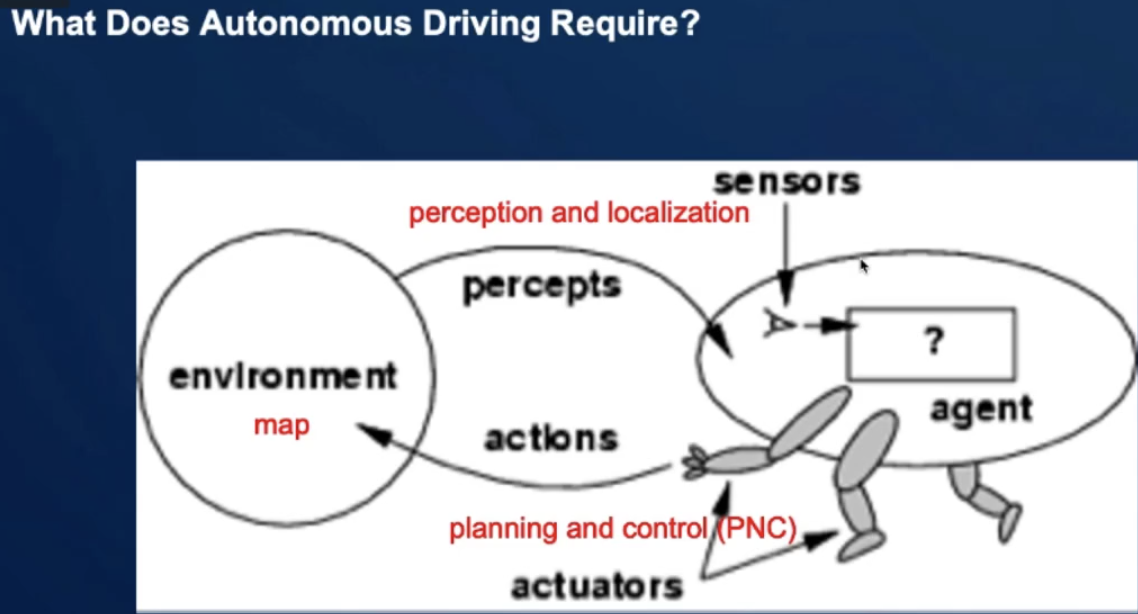 What Does Autonomous Driving Require?
sensors
perception and localization
percepts
?
environment
agent
map
actions
planning and control (PNC)
actuators